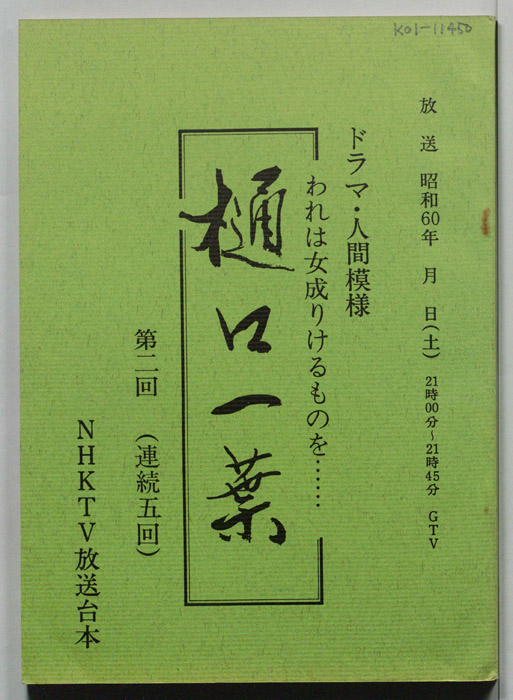 K01-11450
放送 昭和60年 月 日(土) 21時00分~21時45分 GTV
ドラマ・人間模様
われは女成りけるものを……
樋口一葉
第二回 (連続五回)
NHKTV放送台本